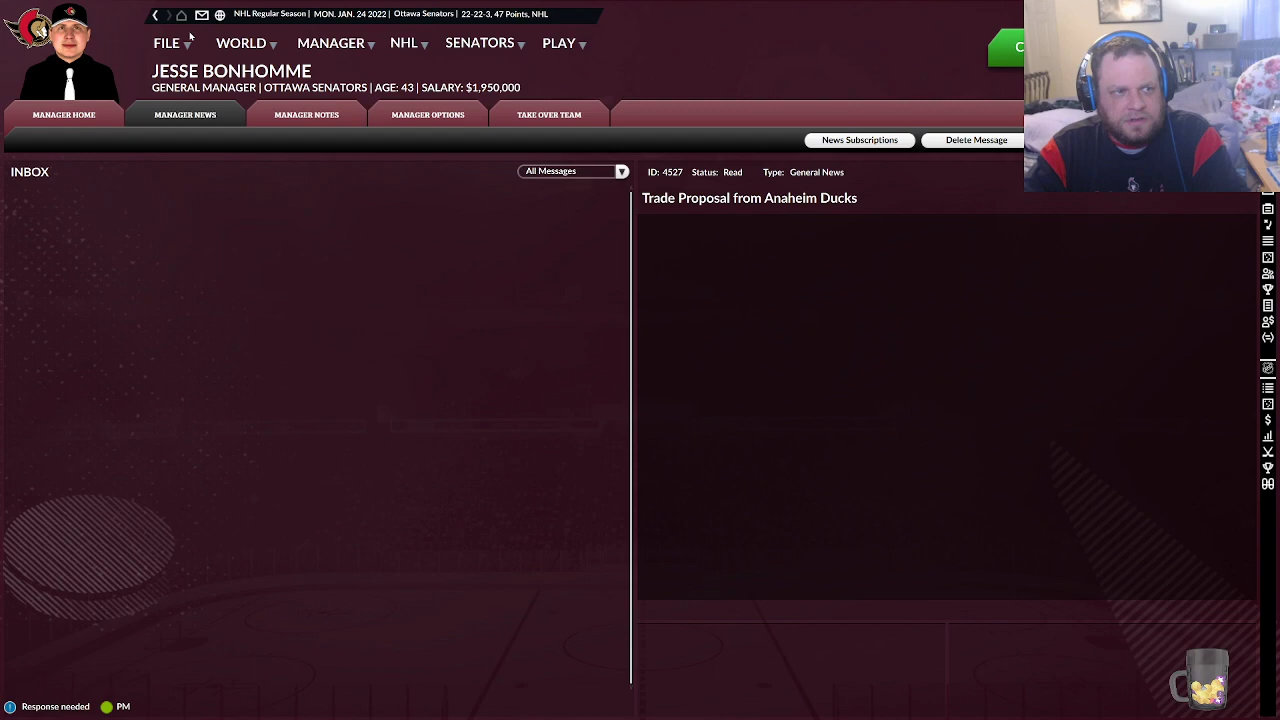 NHL Regular Season | MON. JAN. 24 2022 | Ottawa Senators | 22-22-3, 47 Points, NHL
FILE WORLD MANAGER NHL SENATORS PLAY
JESSE BONHOMME
GENERAL MANAGER | OTTAWA SENATORS | AGE: 43 | SALARY: $1,950,000
MANAGER HOME MANAGER NEWS MANAGER NOTES MANAGER OPTIONS TAKE OVER TEAM
News Subscriptions Delete Message
INBOX All Messages ID: 4527 Status: Read Type: General News
Trade Proposal from Anaheim Ducks
Response needed PM